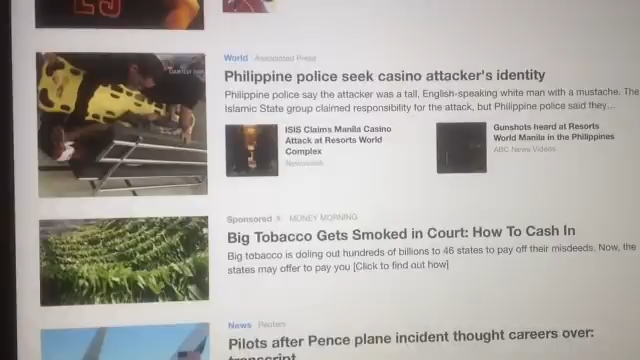 23
COURTESY
World Associated Press
Philippine police seek casino attacker's identity
Philippine police say the attacker was a tall, English-speaking white man with a mustache. The
Islamic State group claimed responsibility for the attack, but Philippine police said they...
ISIS Claims Manila Casino
Attack at Resorts World
Complex
Newsweek
Gunshots heard at Resorts
World Manila in the Philippines
ABC News Videos
Sponsored MONEY MORNING
Big Tobacco Gets Smoked in Court: How To Cash In
Big tobacco is doling out hundreds of billions to 46 states to pay off their misdeeds. Now, the
states may offer to pay you [Click to find out how]
News Reuters
Pilots after Pence plane incident thought careers over:
transcript